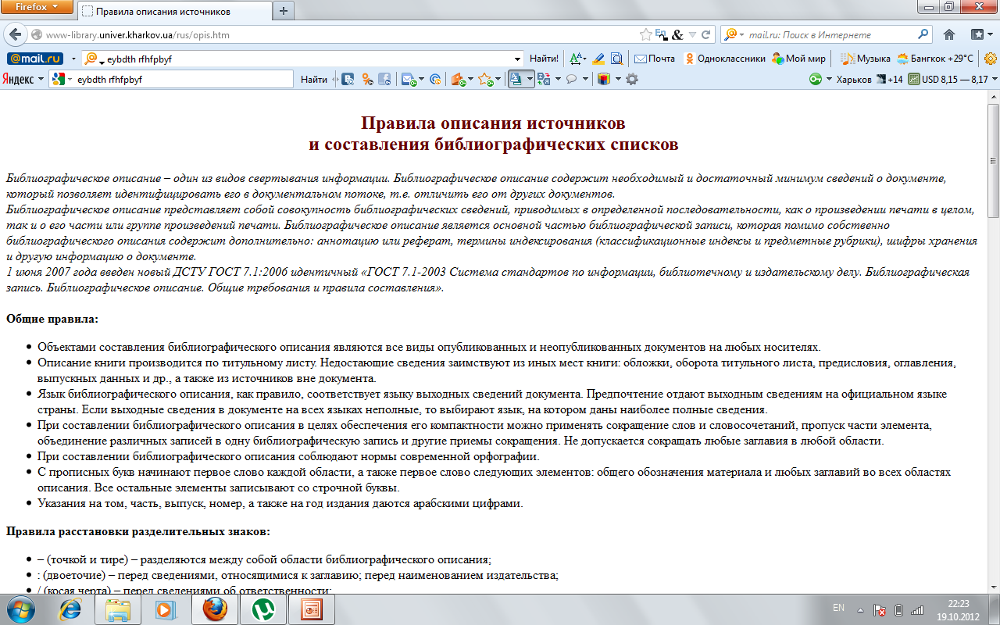 Firefox
Правила описания источников
www-library.univer.kharkov.ua/rus/opis.htm
mail.ru: Поиск в Интернете
@mail.ru eybdth rfhfpbyf Найти! Почта Одноклассники Мой мир Музыка Бангкок +29°C
Яндекс eybdth rfhfpbyf Найти Харьков +14 USD 8,15 — 8,17
Правила описания источников
и составления библиографических списков
Библиографическое описание – один из видов свертывания информации. Библиографическое описание содержит необходимый и достаточный минимум сведений о документе,
который позволяет идентифицировать его в документальном потоке, т.е. отличить его от других документов.
Библиографическое описание представляет собой совокупность библиографических сведений, приводимых в определенной последовательности, как о произведении печати в целом,
так и о его части или группе произведений печати. Библиографическое описание является основной частью библиографической записи, которая помимо собственно
библиографического описания содержит дополнительно: аннотацию или реферат, термины индексирования (классификационные индексы и предметные рубрики), шифры хранения
и другую информацию о документе.
1 июня 2007 года введен новый ДСТУ ГОСТ 7.1:2006 идентичный «ГОСТ 7.1-2003 Система стандартов по информации, библиотечному и издательскому делу. Библиографическая
запись. Библиографическое описание. Общие требования и правила составления».
Общие правила:
• Объектами составления библиографического описания являются все виды опубликованных и неопубликованных документов на любых носителях.
• Описание книги производится по титульному листу. Недостающие сведения заимствуют из иных мест книги: обложки, оборота титульного листа, предисловия, оглавления,
выпускных данных и др., а также из источников вне документа.
• Язык библиографического описания, как правило, соответствует языку выходных сведений документа. Предпочтение отдают выходным сведениям на официальном языке
страны. Если выходные сведения в документе на всех языках неполные, то выбирают язык, на котором даны наиболее полные сведения.
• При составлении библиографического описания в целях обеспечения его компактности можно применять сокращение слов и словосочетаний, пропуск части элемента,
объединение различных записей в одну библиографическую запись и другие приемы сокращения. Не допускается сокращать любые заглавия в любой области.
• При составлении библиографического описания соблюдают нормы современной орфографии.
• С прописных букв начинают первое слово каждой области, а также первое слово следующих элементов: общего обозначения материала и любых заглавий во всех областях
описания. Все остальные элементы записывают со строчной буквы.
• Указания на том, часть, выпуск, номер, а также на год издания даются арабскими цифрами.
Правила расстановки разделительных знаков:
• – (точкой и тире) – разделяются между собой области библиографического описания;
• : (двоеточие) – перед сведениями, относящимися к заглавию; перед наименованием издательства;
• / (косая черта) – перед сведениями об ответственности;
EN
22:23
19.10.2012